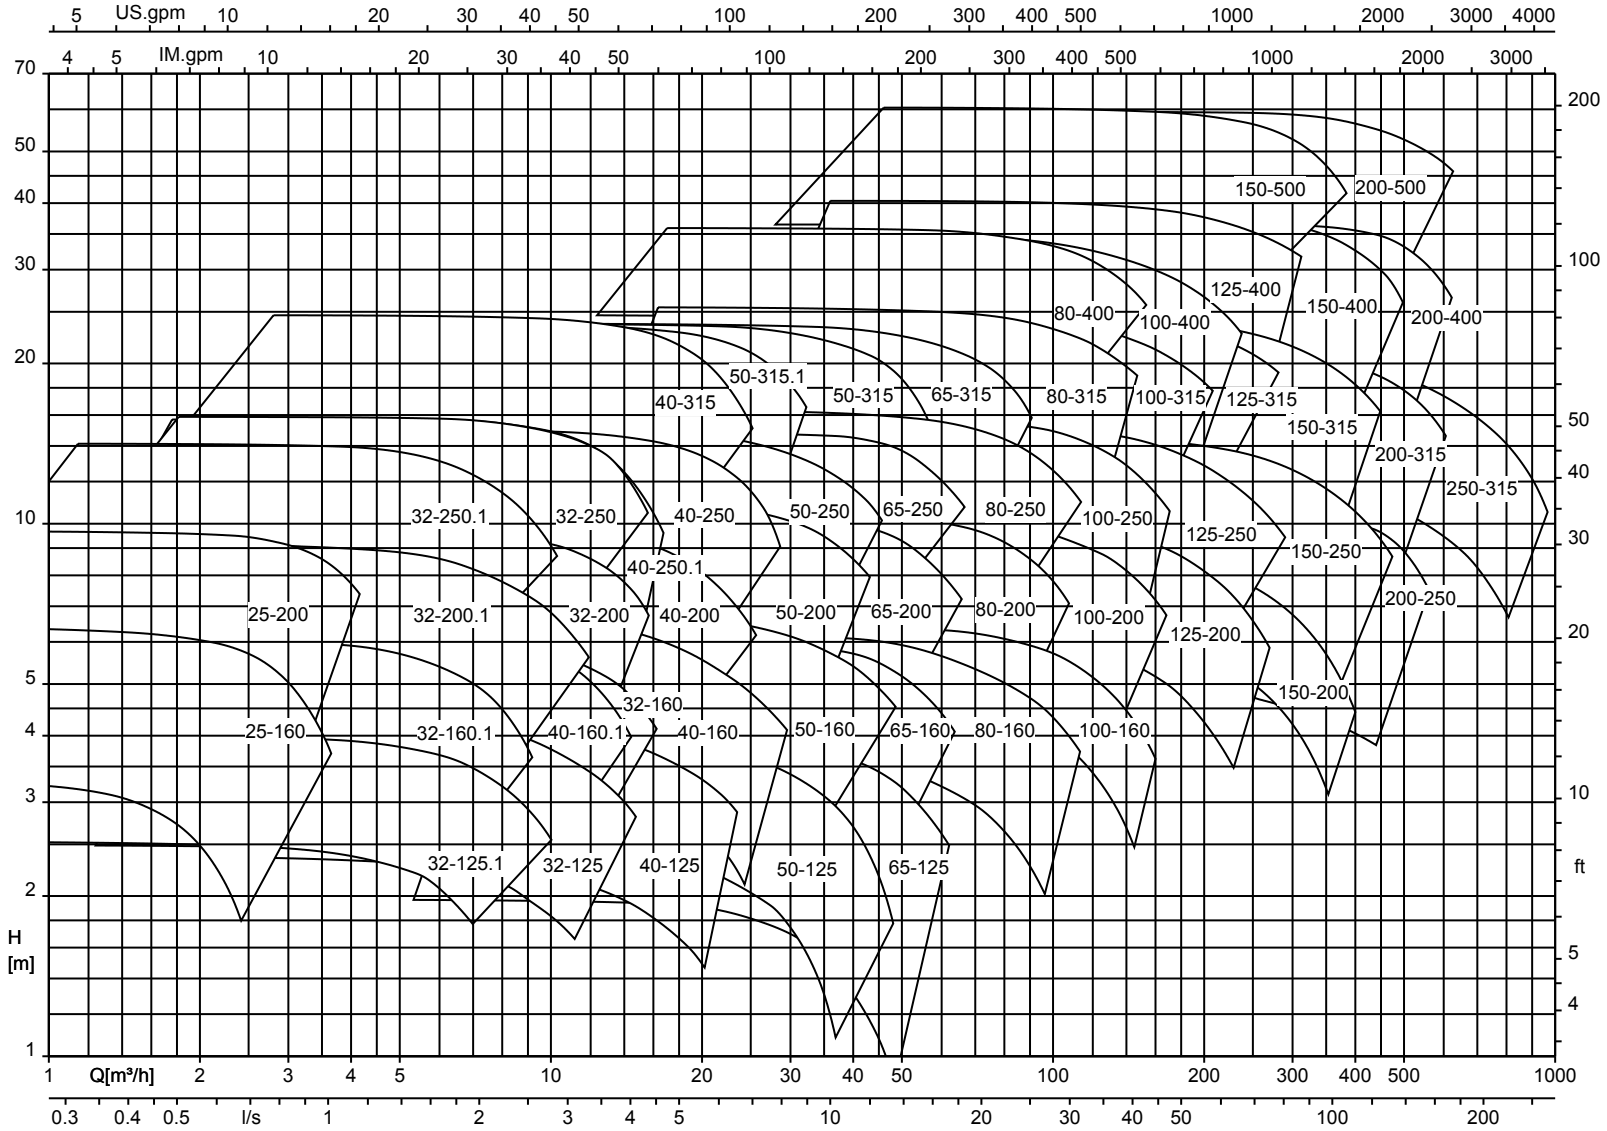 5 US.gpm 10 20 30 40 50 100 200 300 400 500 1000 2000 3000 4000
4 5 IM.gpm 10 20 30 40 50 100 200 300 400 500 1000 2000 3000
70
200
50
150-500 200-500
40
30 100
125-400
150-400
80-400 100-400 200-400
20
50-315.1
40-315 50-315 65-315 80-315 100-315 125-315
50
150-315
200-315
40
250-315
10 32-250.1 32-250 40-250 50-250 65-250 80-250 100-250
125-250 30
150-250
40-250.1
200-250
25-200 32-200.1 32-200 40-200 50-200 65-200 80-200 100-200
125-200 20
5
150-200
32-160
4 25-160 32-160.1 40-160.1 40-160 50-160 65-160 80-160 100-160
3 10
32-125.1 32-125 40-125 50-125 65-125 ft
2
H
[m]
5
4
1
1 Q[m³/h] 2 3 4 5 10 20 30 40 50 100 200 300 400 500 1000
0.3 0.4 0.5 l/s 1 2 3 4 5 10 20 30 40 50 100 200